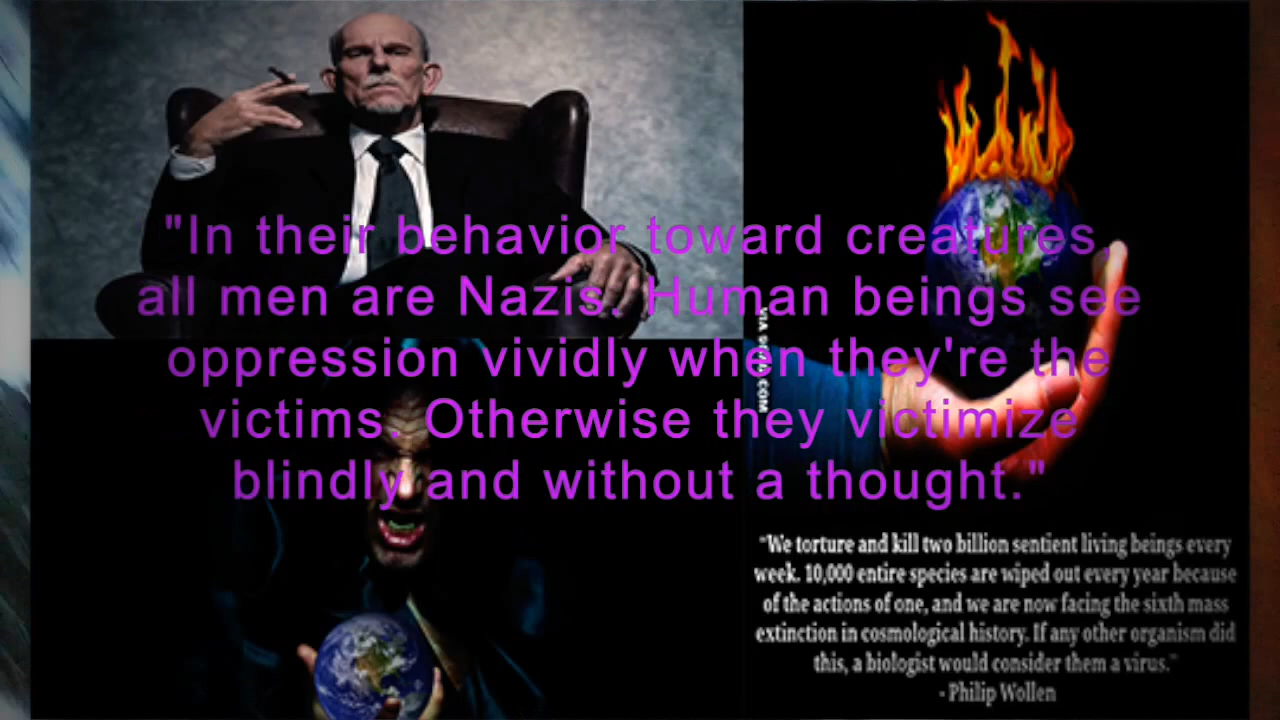 "In their behavior toward creatures,
all men are Nazis. Human beings see
oppression vividly when they're the
victims. Otherwise they victimize
blindly and without a thought."
VIA
.COM
"We torture and kill two billion sentient living beings every
week. 10,000 entire species are wiped out every year because
of the actions of one, and we are now facing the sixth mass
extinction in cosmological history. If any other organism did
this, a biologist would consider them a virus."
- Philip Wollen